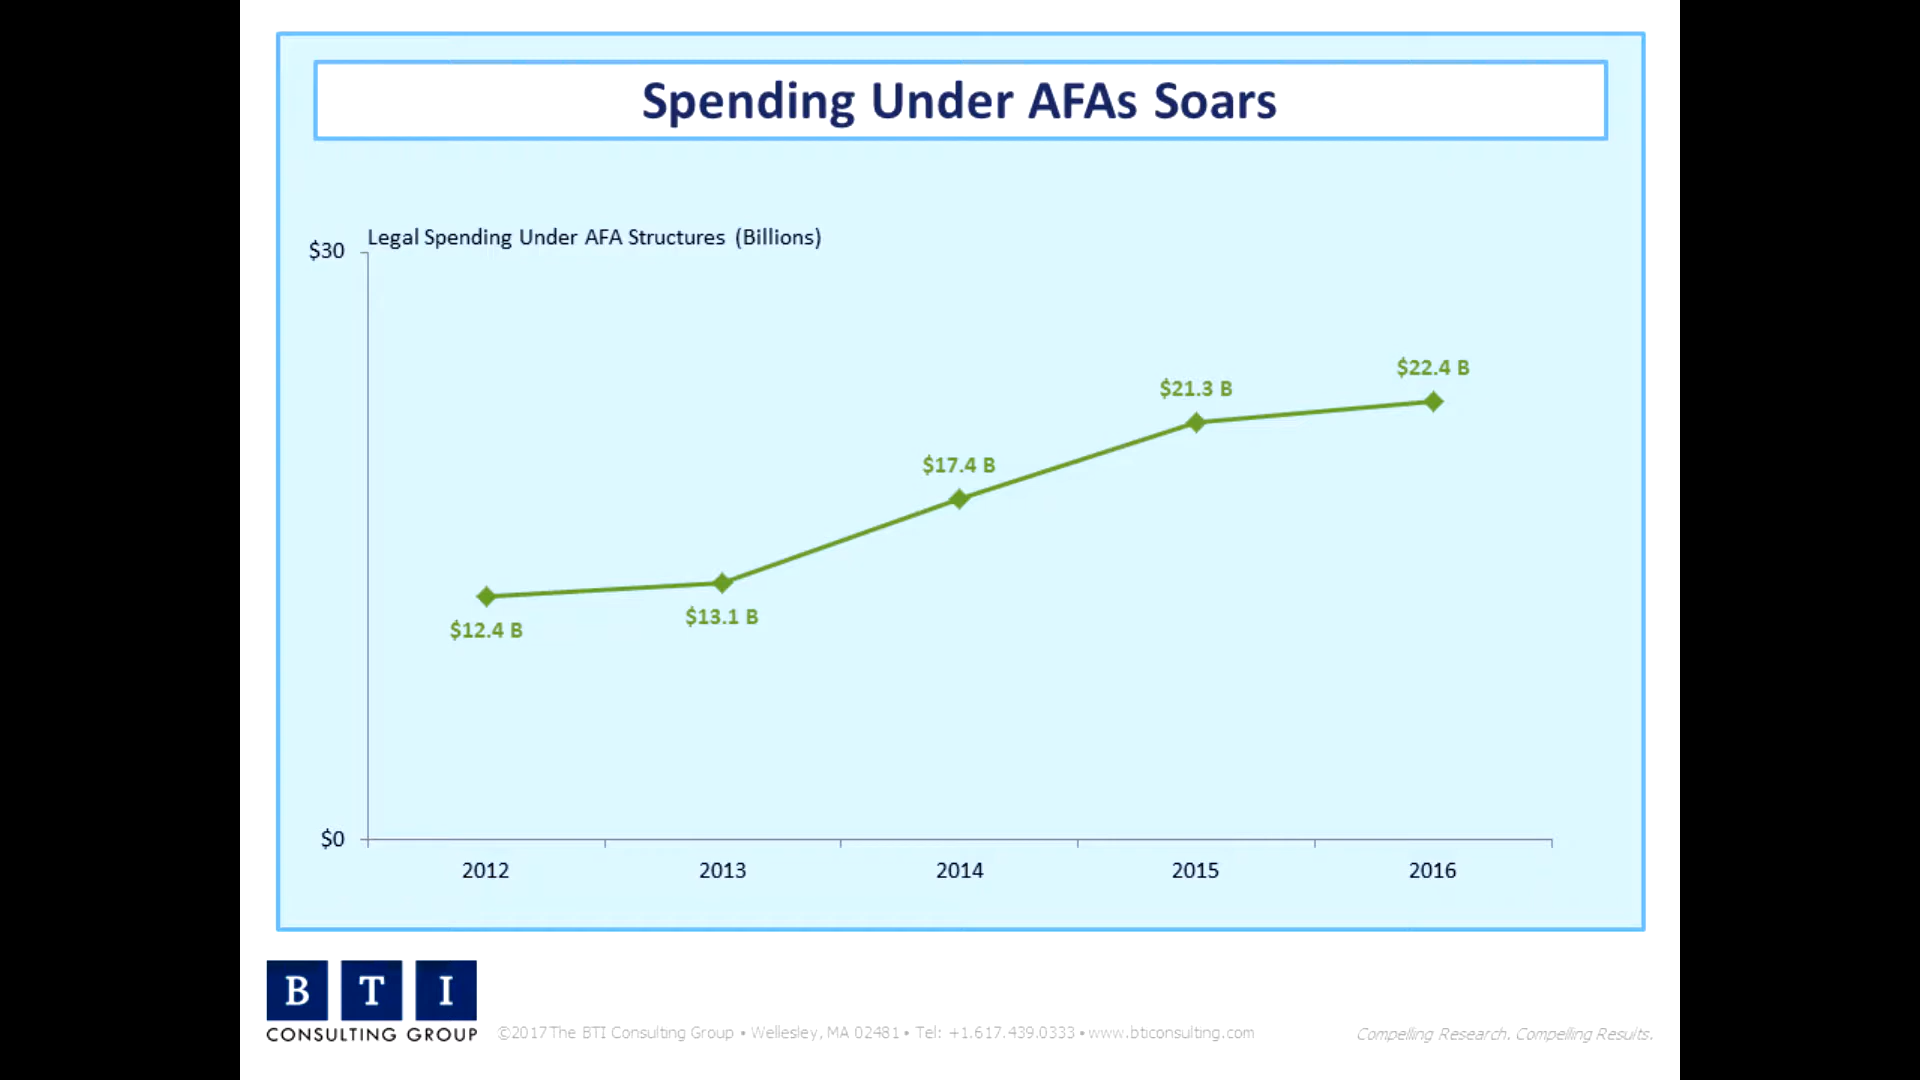 Spending Under AFAs Soars
Legal Spending Under AFA Structures (Billions)
$30
$22.4 B
$21.3 B
$17.4 B
$13.1 B
$12.4 B
$0
2012 2013 2014 2015 2016
B T I
CONSULTING GROUP
©2017 The BTI Consulting Group • Wellesley, MA 02481 • Tel: +1.617.439.0333 • www.bticonsulting.com
Compelling Research. Compelling Results.